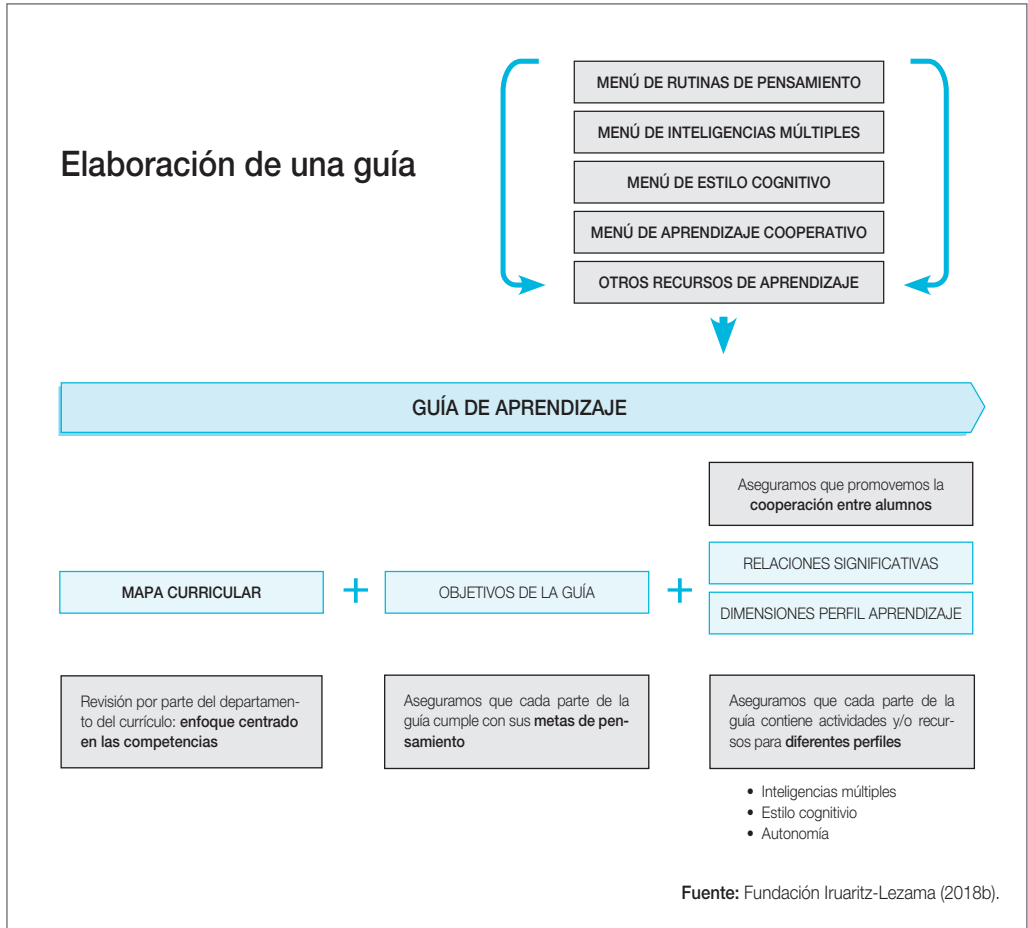 Elaboración de una guía
MENÚ DE RUTINAS DE PENSAMIENTO
MENÚ DE INTELIGENCIAS MÚLTIPLES
MENÚ DE ESTILO COGNITIVO
MENÚ DE APRENDIZAJE COOPERATIVO
OTROS RECURSOS DE APRENDIZAJE
GUÍA DE APRENDIZAJE
Aseguramos que promovemos la
cooperación entre alumnos
MAPA CURRICULAR
+
OBJETIVOS DE LA GUÍA
+
RELACIONES SIGNIFICATIVAS
DIMENSIONES PERFIL APRENDIZAJE
Revisión por parte del departamen-
to del currículo: enfoque centrado
en las competencias
Aseguramos que cada parte de la
guía cumple con sus metas de pen-
samiento
Aseguramos que cada parte de la
guía contiene actividades y/o recur-
sos para diferentes perfiles
• Inteligencias múltiples
• Estilo cognitivio
• Autonomía
Fuente: Fundación Iruaritz-Lezama (2018b).